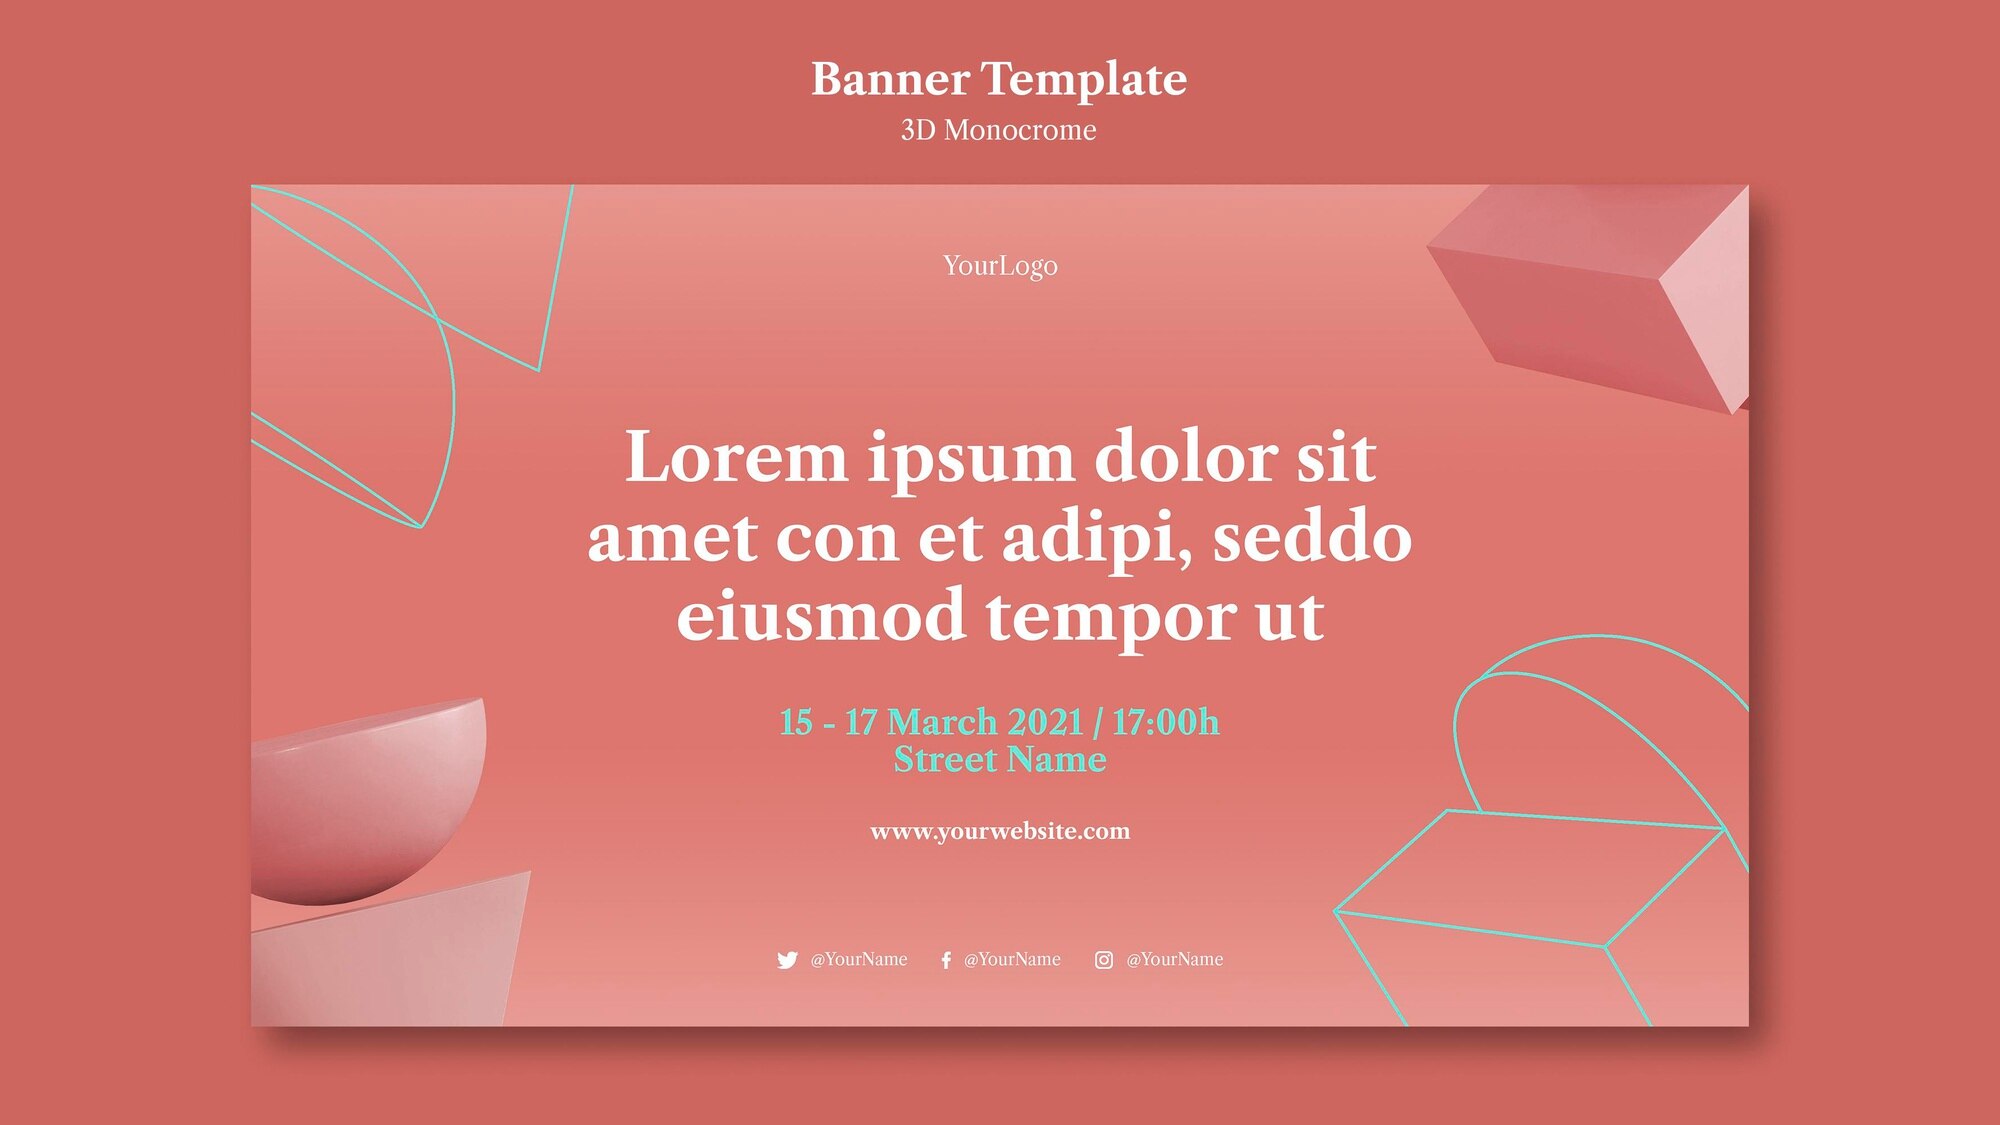 Banner Template
3D Monocrome
YourLogo
Lorem ipsum dolor sit
amet con et adipi, seddo
eiusmod tempor ut
15 - 17 March 2021 / 17:00h
Street Name
www.yourwebsite.com
@YourName @YourName @YourName